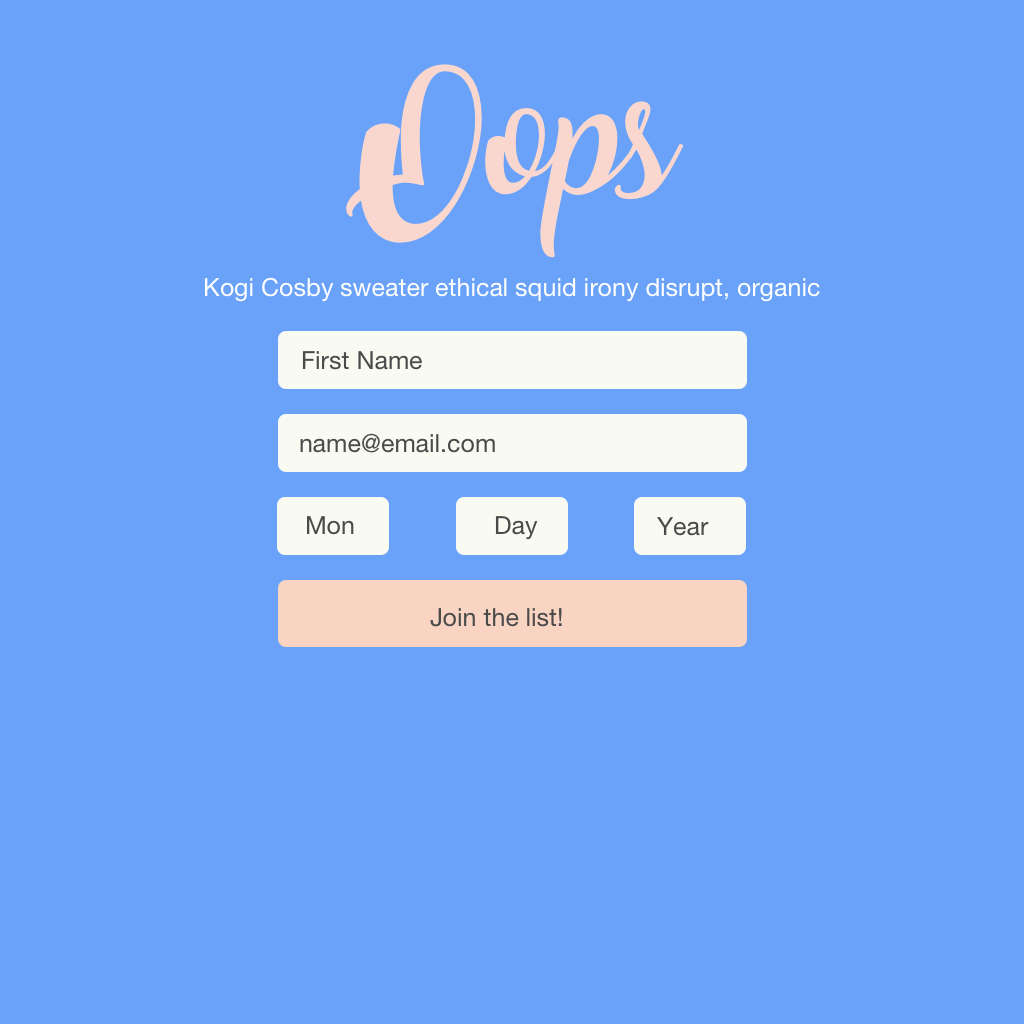 Oops
Kogi Cosby sweater ethical squid irony disrupt, organic
First Name
name@email.com
Mon Day Year
Join the list!